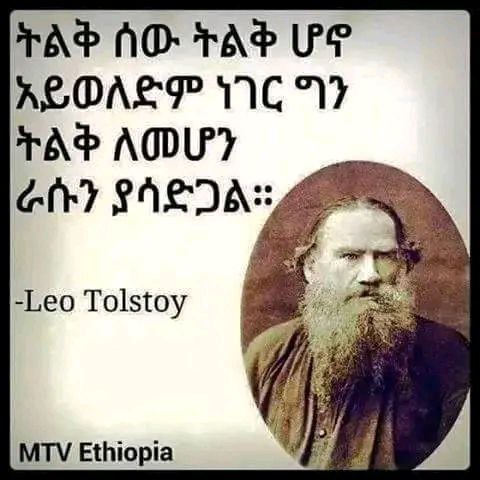 ትልቅ ሰው ትልቅ ሆኖ
አይወለድም ነገር ግን
ትልቅ ለመሆን
ራሱን ያሳድጋል።
-Leo Tolstoy
MTV Ethiopia